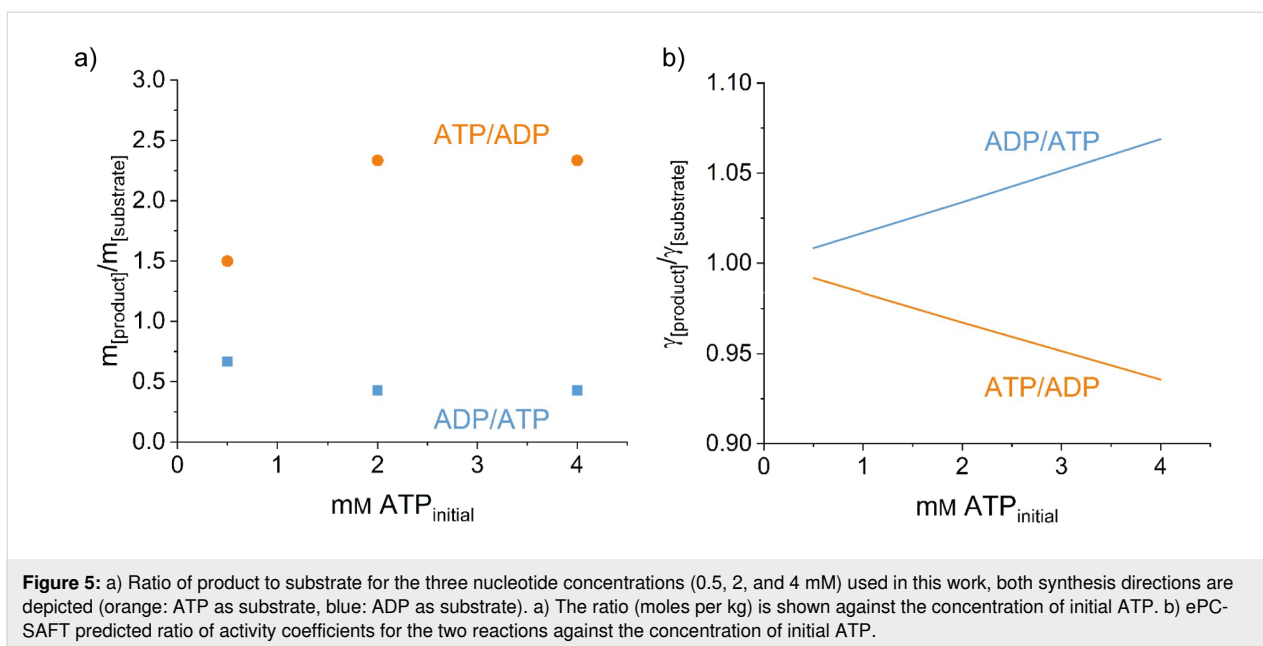 a)
3.0
2.5
2.0
1.5
1.0
0.5
0.0
m[product]/m[substrate]
ATP/ADP
ADP/ATP
0 1 2 3 4
mM ATPinitial
b)
1.10
1.05
1.00
0.95
0.90
γ[product]/γ[substrate]
ADP/ATP
ATP/ADP
0 1 2 3 4
mM ATPinitial
Figure 5: a) Ratio of product to substrate for the three nucleotide concentrations (0.5, 2, and 4 mM) used in this work, both synthesis directions are
depicted (orange: ATP as substrate, blue: ADP as substrate). a) The ratio (moles per kg) is shown against the concentration of initial ATP. b) ePC-
SAFT predicted ratio of activity coefficients for the two reactions against the concentration of initial ATP.